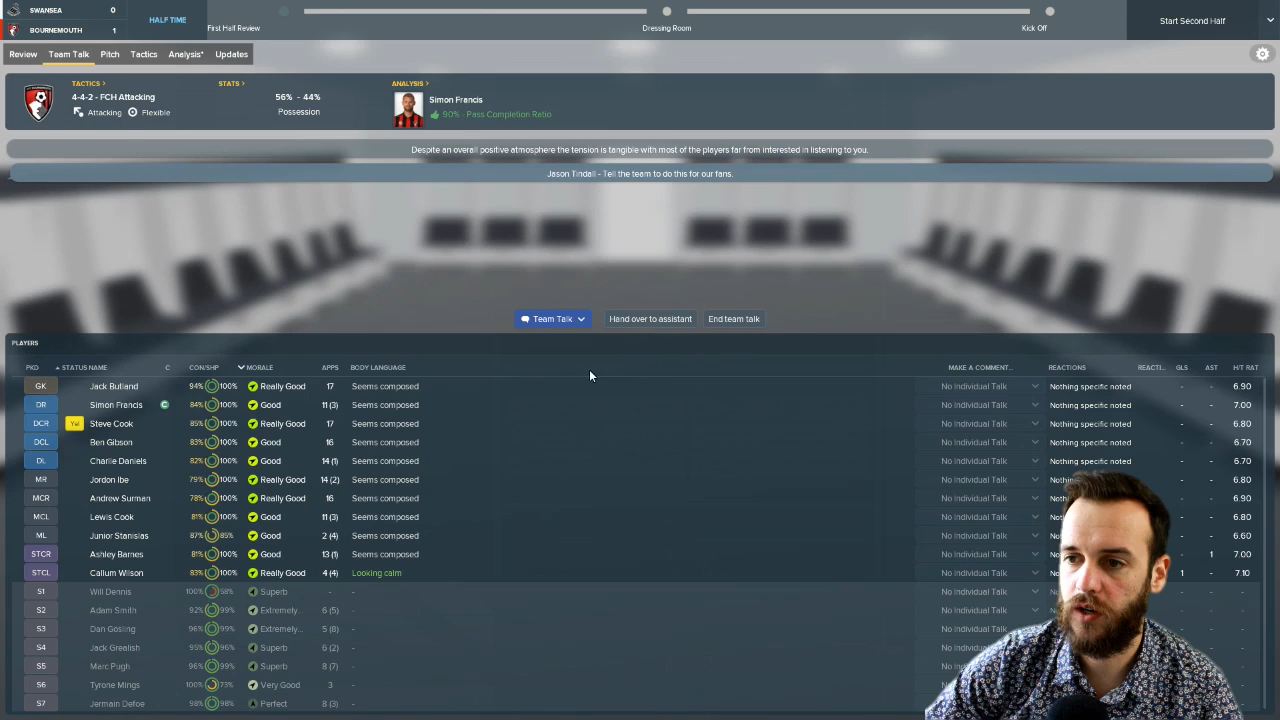 SWANSEA 0
BOURNEMOUTH 1
HALF TIME
First Half Review
Dressing Room
Kick Off
Start Second Half
Review Team Talk Pitch Tactics Analysis* Updates
TACTICS >
4-4-2 - FCH Attacking
Attacking Flexible
STATS >
56% - 44%
Possession
ANALYSIS >
Simon Francis
90% - Pass Completion Ratio
Despite an overall positive atmosphere the tension is tangible with most of the players far from interested in listening to you.
Jason Tindall - Tell the team to do this for our fans.
Team Talk Hand over to assistant End team talk
PLAYERS
PKD STATUS NAME C CON/SHP MORALE APPS BODY LANGUAGE MAKE A COMMENT... REACTIONS REACTI... GLS AST H/T RAT
GK Jack Butland 94% 100% Really Good 17 Seems composed No Individual Talk Nothing specific noted - - 6.90
DR Simon Francis C 84% 100% Good 11 (3) Seems composed No Individual Talk Nothing specific noted - - 7.00
DCR Yel Steve Cook 85% 100% Really Good 17 Seems composed No Individual Talk Nothing specific noted - - 6.80
DCL Ben Gibson 83% 100% Good 16 Seems composed No Individual Talk Nothing specific noted - - 6.70
DL Charlie Daniels 82% 100% Good 14 (1) Seems composed No Individual Talk Nothing specific noted - - 6.70
MR Jordon Ibe 79% 100% Really Good 14 (2) Seems composed No Individual Talk - - 6.80
MCR Andrew Surman 78% 100% Really Good 16 Seems composed No Individual Talk - - 6.90
MCL Lewis Cook 81% 100% Good 11 (3) Seems composed No Individual Talk - - 6.80
ML Junior Stanislas 87% 85% Good 2 (4) Seems composed No Individual Talk - - 6.60
STCR Ashley Barnes 81% 100% Good 13 (1) Seems composed No Individual Talk - 1 7.00
STCL Callum Wilson 83% 100% Really Good 4 (4) Looking calm No Individual Talk 1 - 7.10
S1 Will Dennis 100% 58% Superb - - No Individual Talk - - -
S2 Adam Smith 92% 99% Extremely... 6 (5) - No Individual Talk - - -
S3 Dan Gosling 96% 99% Extremely... 5 (8) - No Individual Talk - - -
S4 Jack Grealish 95% 96% Superb 6 (2) - No Individual Talk - -
S5 Marc Pugh 96% 99% Superb 8 (7) - No Individual Talk - -
S6 Tyrone Mings 100% 73% Very Good 3 - No Individual Talk -
S7 Jermain Defoe 98% 98% Perfect 8 (3) - No Individual Talk -